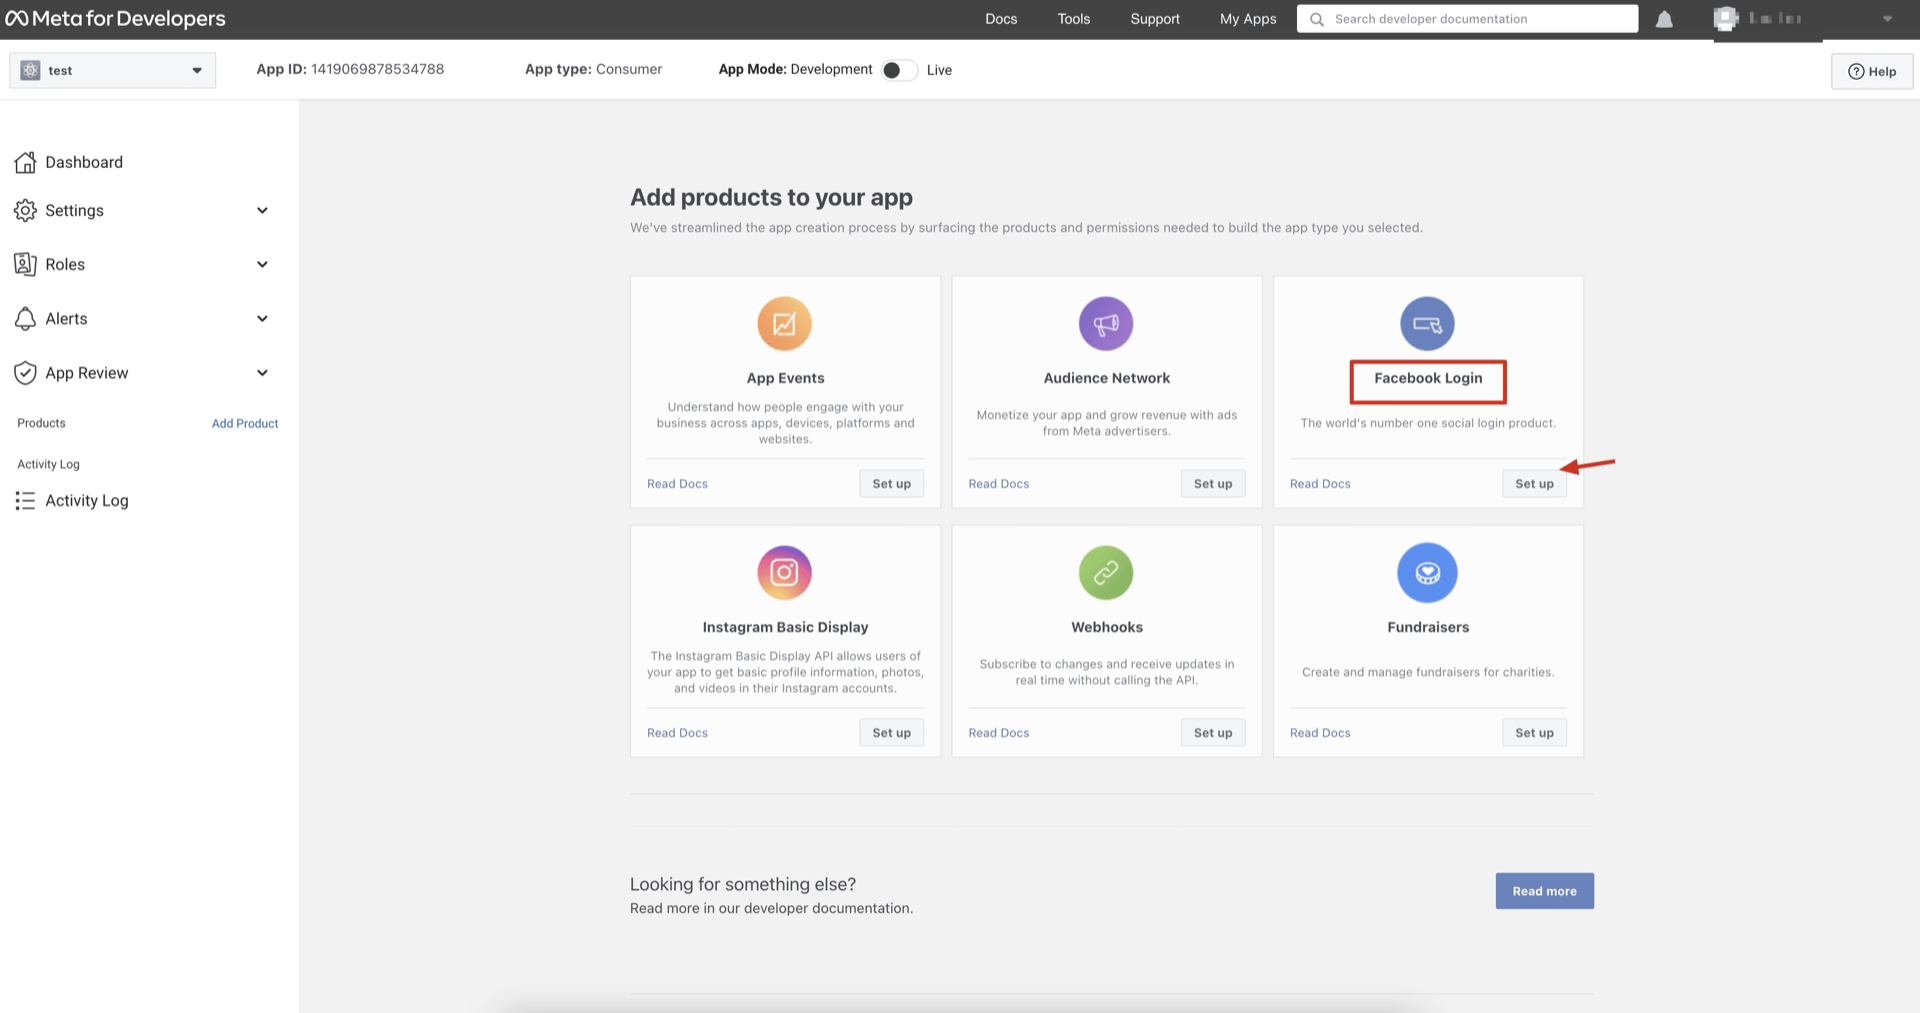 Meta for Developers
Docs
Tools
Support
My Apps
Search developer documentation
test
App ID: 1419069878534788
App type: Consumer
App Mode: Development
Live
Help
Dashboard
Settings
Roles
Alerts
App Review
Products
Add Product
Activity Log
Activity Log
Add products to your app
We've streamlined the app creation process by surfacing the products and permissions needed to build the app type you selected.
App Events
Understand how people engage with your
business across apps, devices, platforms and
websites.
Read Docs
Set up
Audience Network
Monetize your app and grow revenue with ads
from Meta advertisers.
Read Docs
Set up
Facebook Login
The world's number one social login product.
Read Docs
Set up
Instagram Basic Display
The Instagram Basic Display API allows users of
your app to get basic profile information, photos,
and videos in their Instagram accounts.
Read Docs
Set up
Webhooks
Subscribe to changes and receive updates in
real time without calling the API.
Read Docs
Set up
Fundraisers
Create and manage fundraisers for charities.
Read Docs
Set up
Looking for something else?
Read more in our developer documentation.
Read more